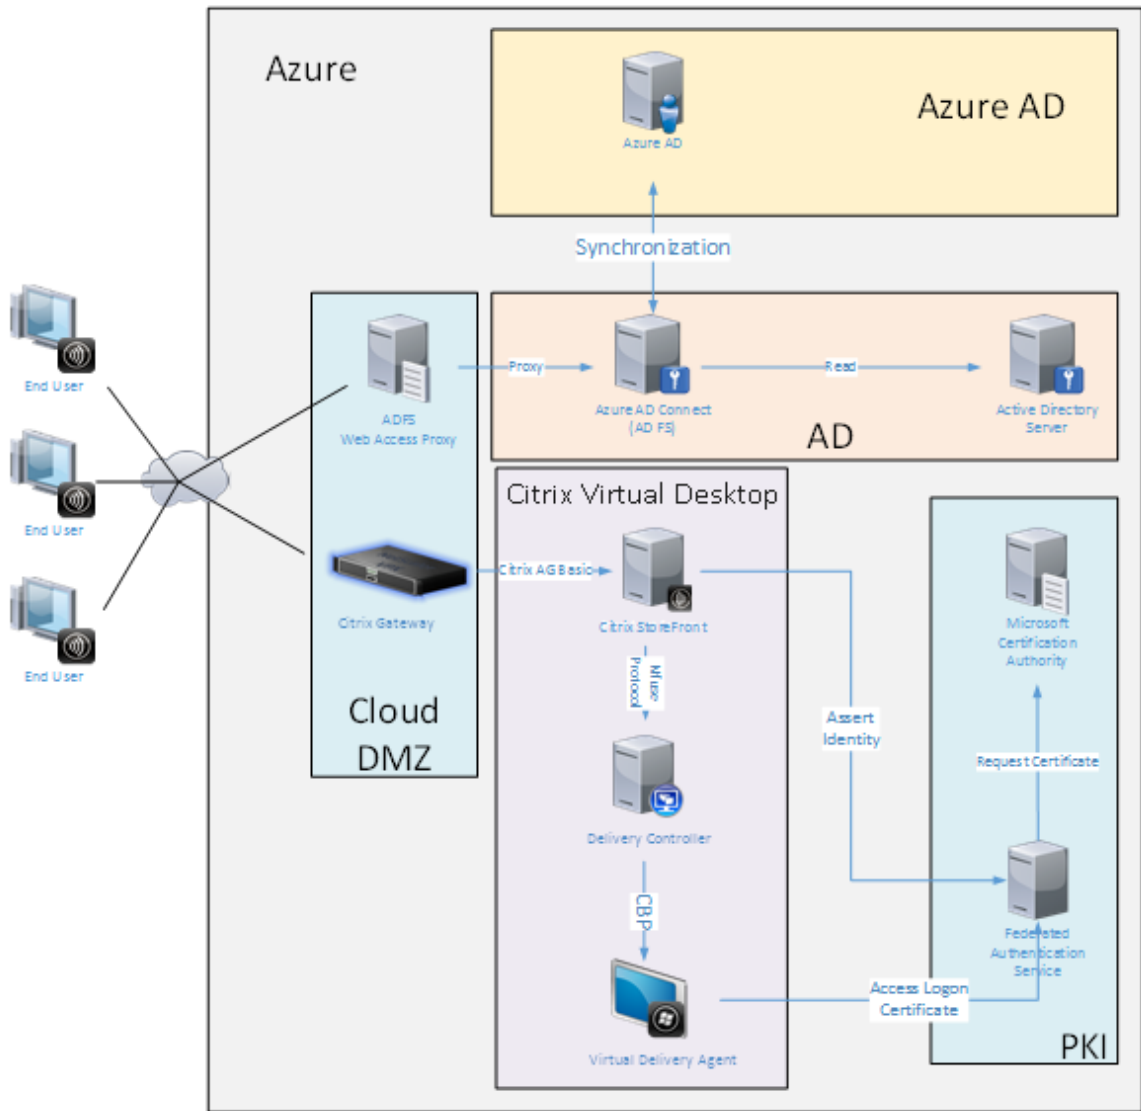 Azure
Azure AD
Azure AD
Synchronization
End User
End User
End User
ADFS
Web Access Proxy
Proxy
Azure AD Connect
(AD FS)
Read
Active Directory
Server
AD
Citrix Gateway
Cloud
DMZ
Citrix AG Basic
Citrix Virtual Desktop
Citrix StoreFront
Nfuse
Protocol
Delivery Controller
CBP
Virtual Delivery Agent
Assert
Identity
Access Logon
Certificate
Microsoft
Certification
Authority
Request Certificate
Federated
Authentication
Service
PKI